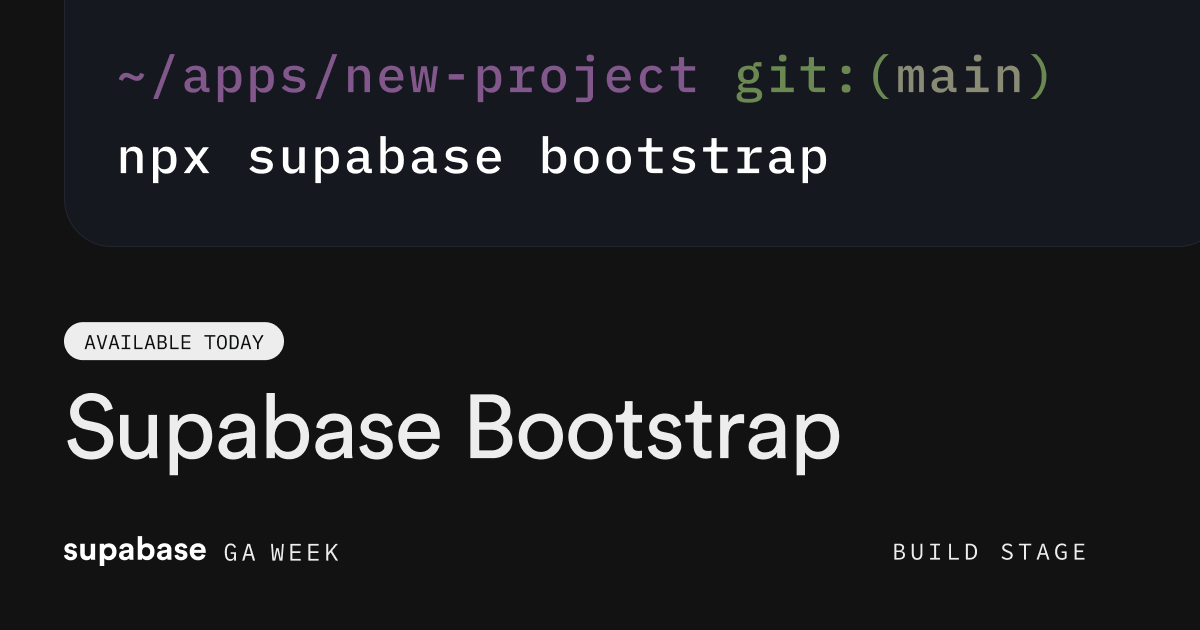 ~/apps/new-project git:(main)
npx supabase bootstrap
AVAILABLE TODAY
Supabase Bootstrap
supabase GA WEEK
BUILD STAGE